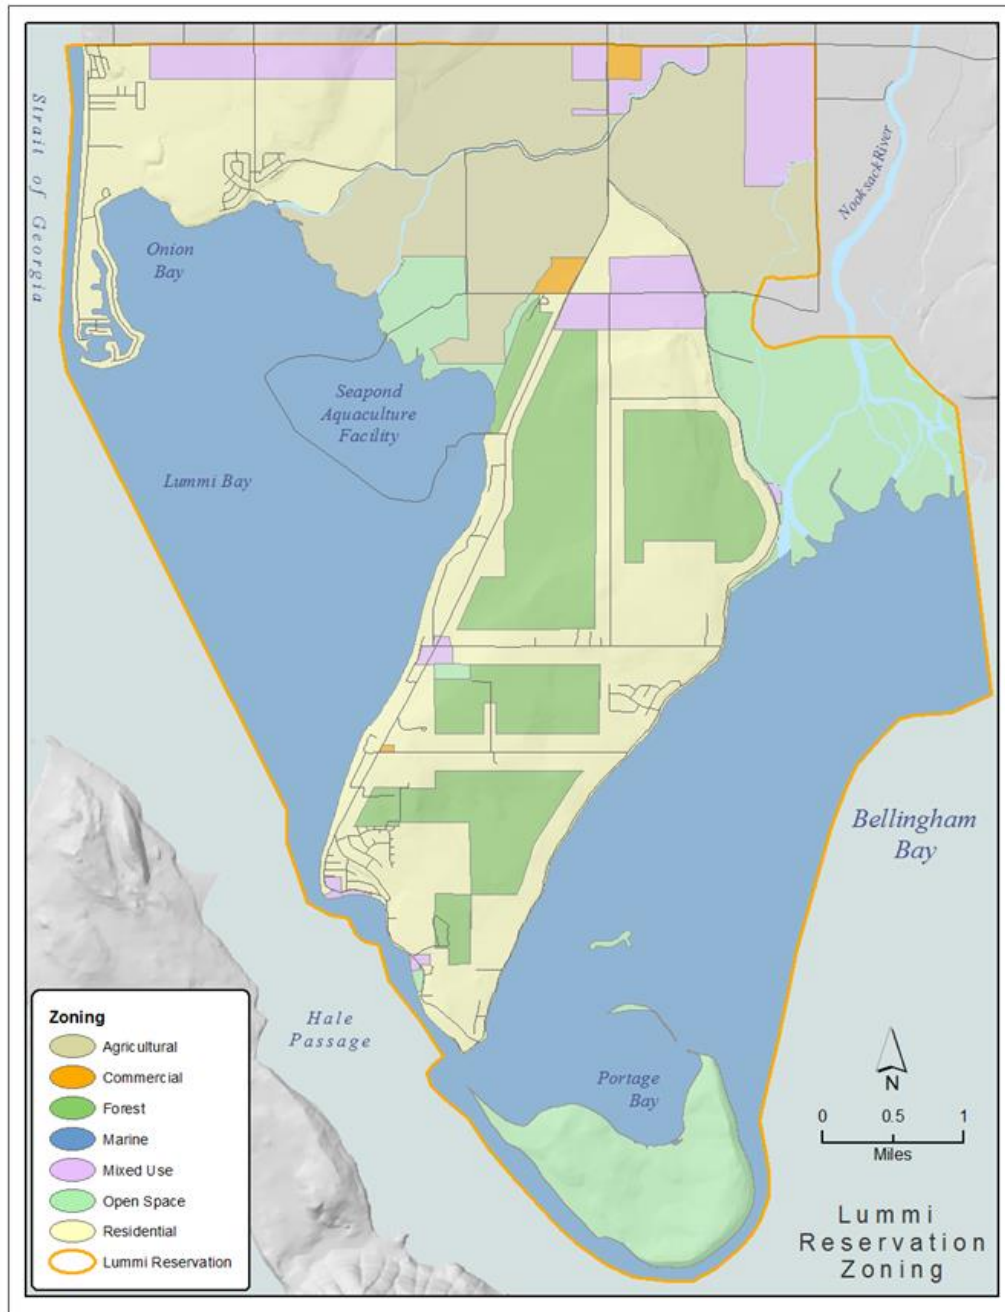 Strait of Georgia
Nooksack River
Onion
Bay
Seapond
Aquaculture
Facility
Lummi Bay
Bellingham
Bay
Hale
Passage
Portage
Bay
Zoning
Agricultural
Commercial
Forest
Marine
Mixed Use
Open Space
Residential
Lummi Reservation
N
0 0.5 1
Miles
Lummi
Reservation
Zoning